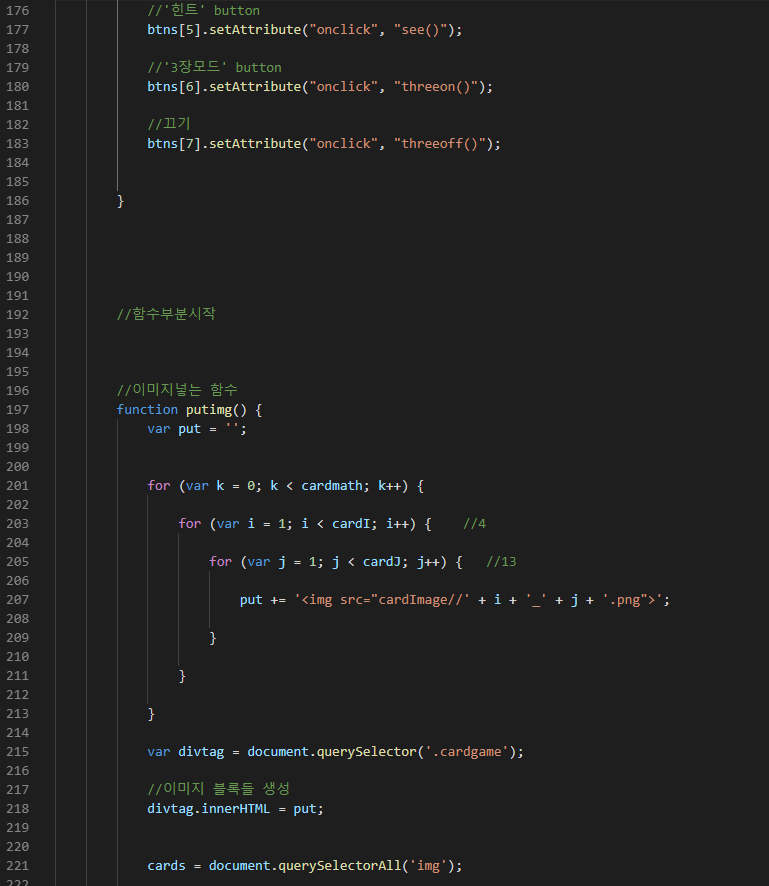 176 //'힌트' button
177 btns[5].setAttribute("onclick", "see()");
178
179 //'3장모드' button
180 btns[6].setAttribute("onclick", "threeon()");
181
182 //끄기
183 btns[7].setAttribute("onclick", "threeoff()");
184
185
186 }
187
188
189
190
191
192 //함수부분시작
193
194
195
196 //이미지넣는 함수
197 function putimg() {
198 var put = '';
199
200
201 for (var k = 0; k < cardmath; k++) {
202
203 for (var i = 1; i < cardI; i++) { //4
204
205 for (var j = 1; j < cardJ; j++) { //13
206
207 put += '<img src="cardImage//' + i + '_' + j + '.png">';
208
209 }
210
211 }
212
213 }
214
215 var divtag = document.querySelector('.cardgame');
216
217 //이미지 블록들 생성
218 divtag.innerHTML = put;
219
220
221 cards = document.querySelectorAll('img');
222